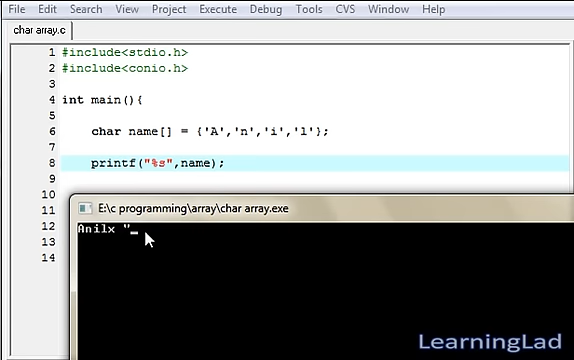 File Edit Search View Project Execute Debug Tools CVS Window Help
char array.c
1 #include<stdio.h>
2 #include<conio.h>
3
4 int main(){
5
6 char name[] = {'A','n','i','l'};
7
8 printf("%s",name);
9
10
11
12
13
14
E:\c programming\array\char array.exe
Anilx "_
LearningLad